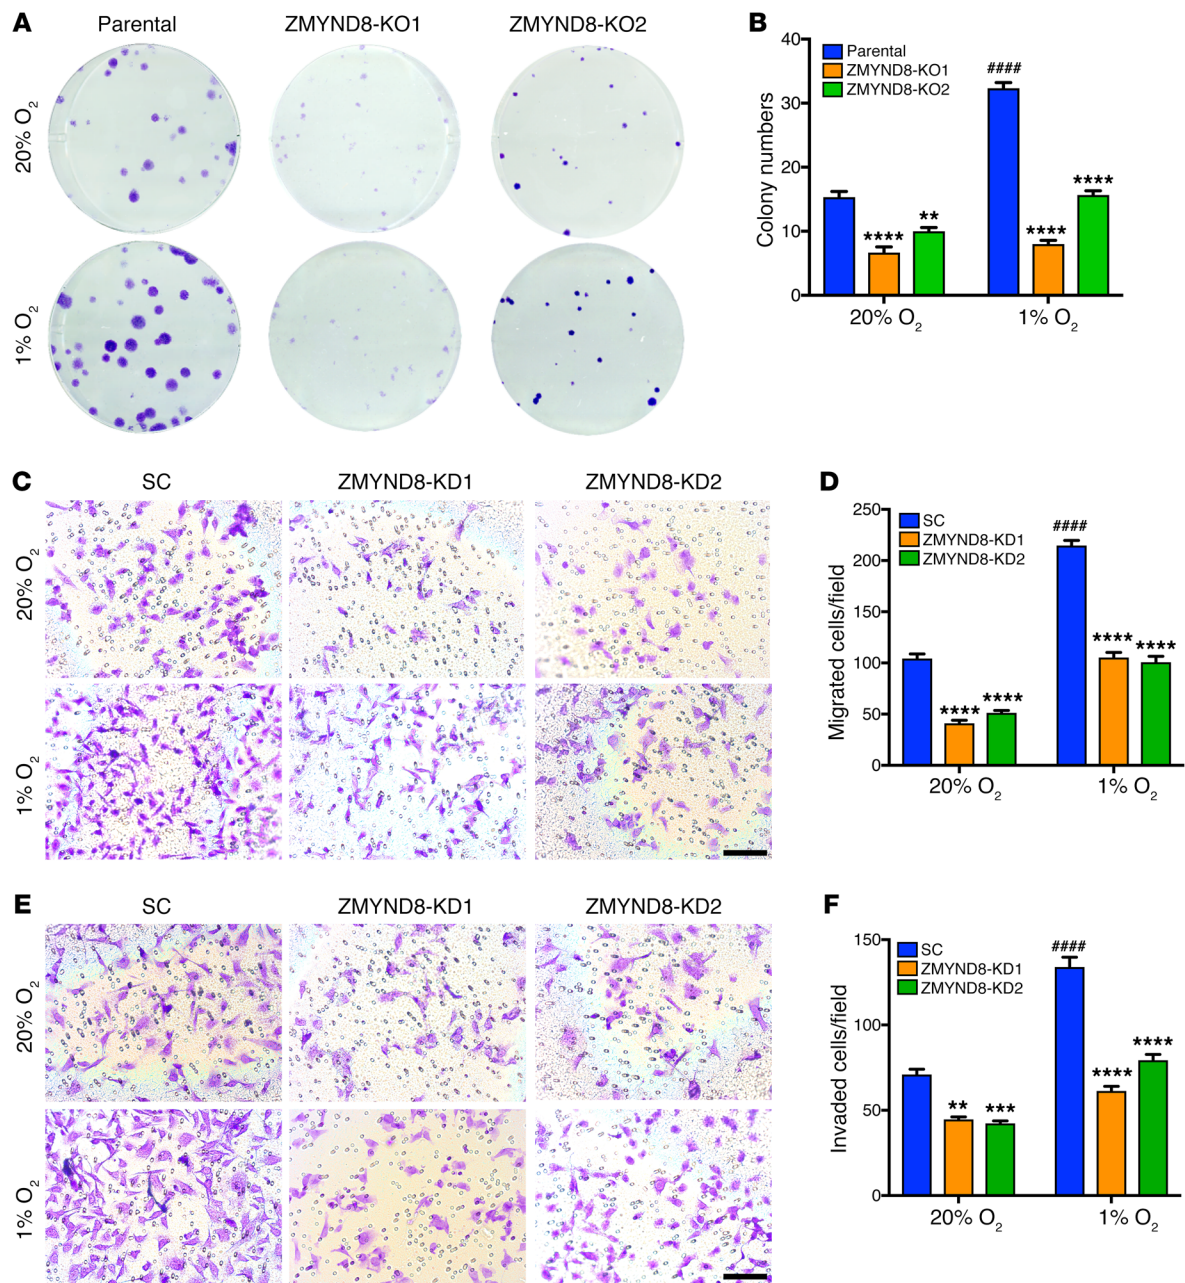 A
Parental
ZMYND8-KO1
ZMYND8-KO2
20% O2
1% O2
B
Colony numbers
40
30
20
10
0
Parental
ZMYND8-KO1
ZMYND8-KO2
####
****
**
****
****
20% O2
1% O2
C
SC
ZMYND8-KD1
ZMYND8-KD2
20% O2
1% O2
D
Migrated cells/field
250
200
150
100
50
0
SC
ZMYND8-KD1
ZMYND8-KD2
####
****
****
****
****
20% O2
1% O2
E
SC
ZMYND8-KD1
ZMYND8-KD2
20% O2
1% O2
F
Invaded cells/field
150
100
50
0
SC
ZMYND8-KD1
ZMYND8-KD2
####
**
***
****
****
20% O2
1% O2